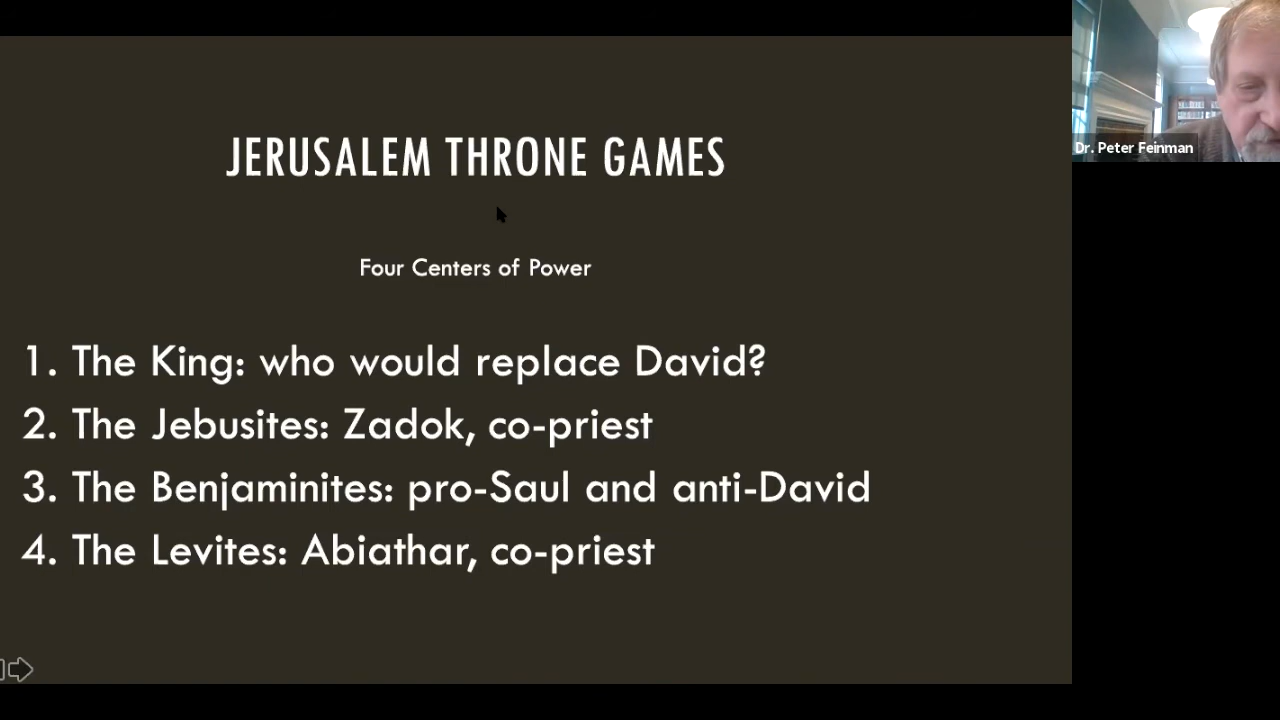 JERUSALEM THRONE GAMES
Four Centers of Power
1. The King: who would replace David?
2. The Jebusites: Zadok, co-priest
3. The Benjaminites: pro-Saul and anti-David
4. The Levites: Abiathar, co-priest
Dr. Peter Feinman